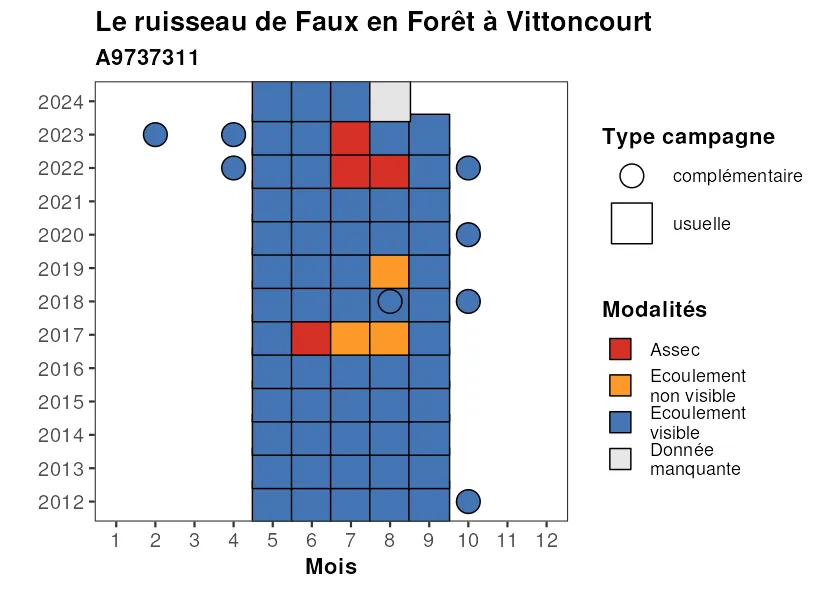 Le ruisseau de Faux en Forêt à Vittoncourt
A9737311
2024
2023
2022
2021
2020
2019
2018
2017
2016
2015
2014
2013
2012
1 2 3 4 5 6 7 8 9 10 11 12
Mois
Type campagne
complémentaire
usuelle
Modalités
Assec
Ecoulement
non visible
Ecoulement
visible
Donnée
manquante